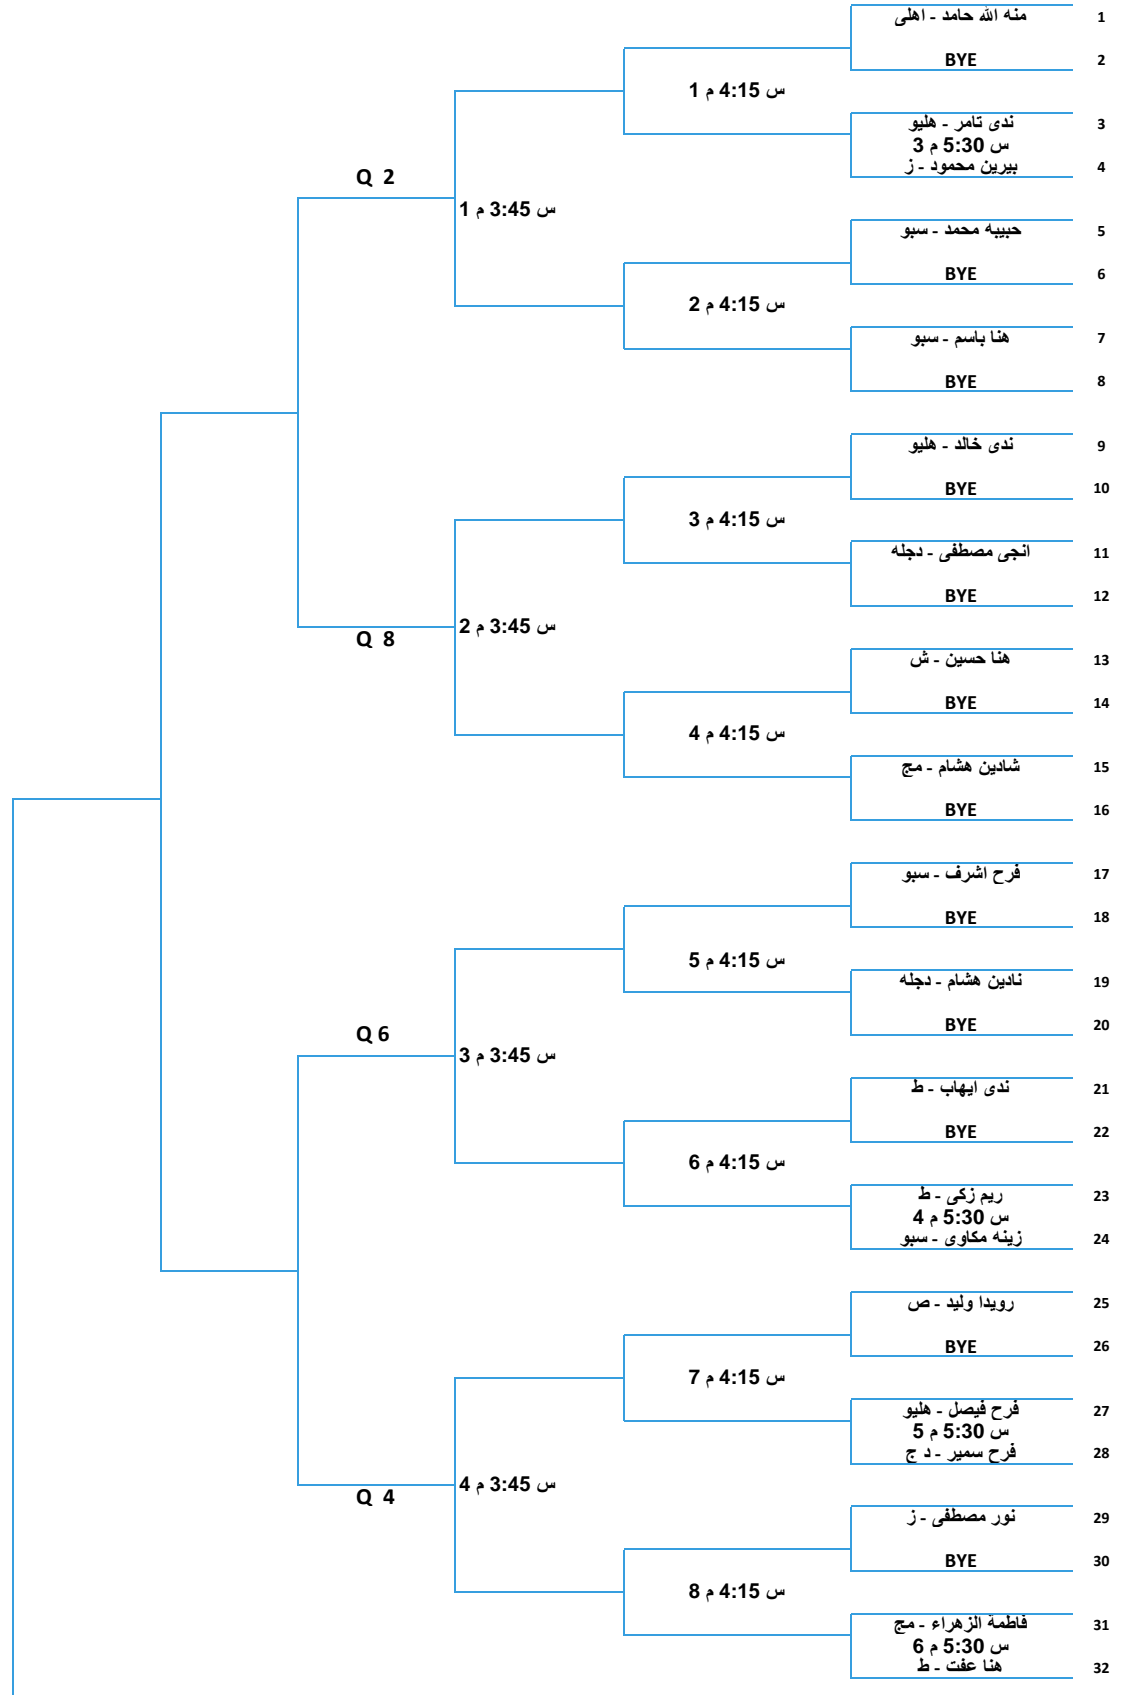 منه الله حامد - اهلى 1
BYE 2
س 4:15 م 1
ندى تامر - هليو 3
س 5:30 م 3
بيرين محمود - ز 4
Q 2
س 3:45 م 1
حبيبه محمد - سبو 5
BYE 6
س 4:15 م 2
هنا باسم - سبو 7
BYE 8
ندى خالد - هليو 9
BYE 10
س 4:15 م 3
انجى مصطفى - دجله 11
BYE 12
س 3:45 م 2
Q 8
هنا حسين - ش 13
BYE 14
س 4:15 م 4
شادين هشام - مج 15
BYE 16
فرح اشرف - سبو 17
BYE 18
س 4:15 م 5
نادين هشام - دجله 19
BYE 20
Q 6
س 3:45 م 3
ندى ايهاب - ط 21
BYE 22
س 4:15 م 6
ريم زكى - ط 23
س 5:30 م 4
زينه مكاوى - سبو 24
رويدا وليد - ص 25
BYE 26
س 4:15 م 7
فرح فيصل - هليو 27
س 5:30 م 5
فرح سمير - د ج 28
س 3:45 م 4
Q 4
نور مصطفى - ز 29
BYE 30
س 4:15 م 8
فاطمة الزهراء - مج 31
س 5:30 م 6
هنا عفت - ط 32